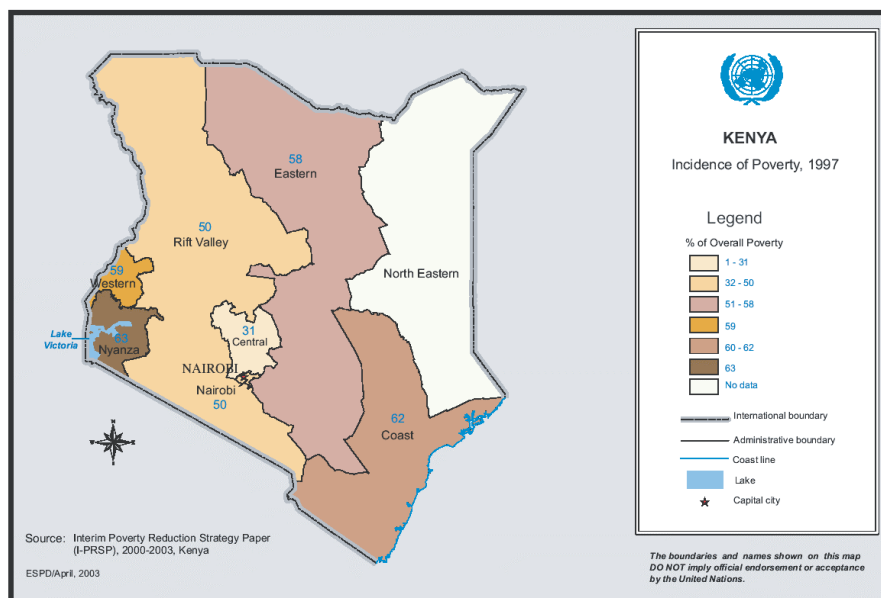 58
Eastern
50
Rift Valley
North Eastern
59
Western
Lake
Victoria
63
Nyanza
31
Central
NAIROBI
Nairobi
50
62
Coast
Source: Interim Poverty Reduction Strategy Paper
(I-PRSP), 2000-2003, Kenya
ESPD/April, 2003
KENYA
Incidence of Poverty, 1997
Legend
% of Overall Poverty
1 - 31
32 - 50
51 - 58
59
60 - 62
63
No data
International boundary
Administrative boundary
Coast line
Lake
Capital city
The boundaries and names shown on this map
DO NOT imply official endorsement or acceptance
by the United Nations.